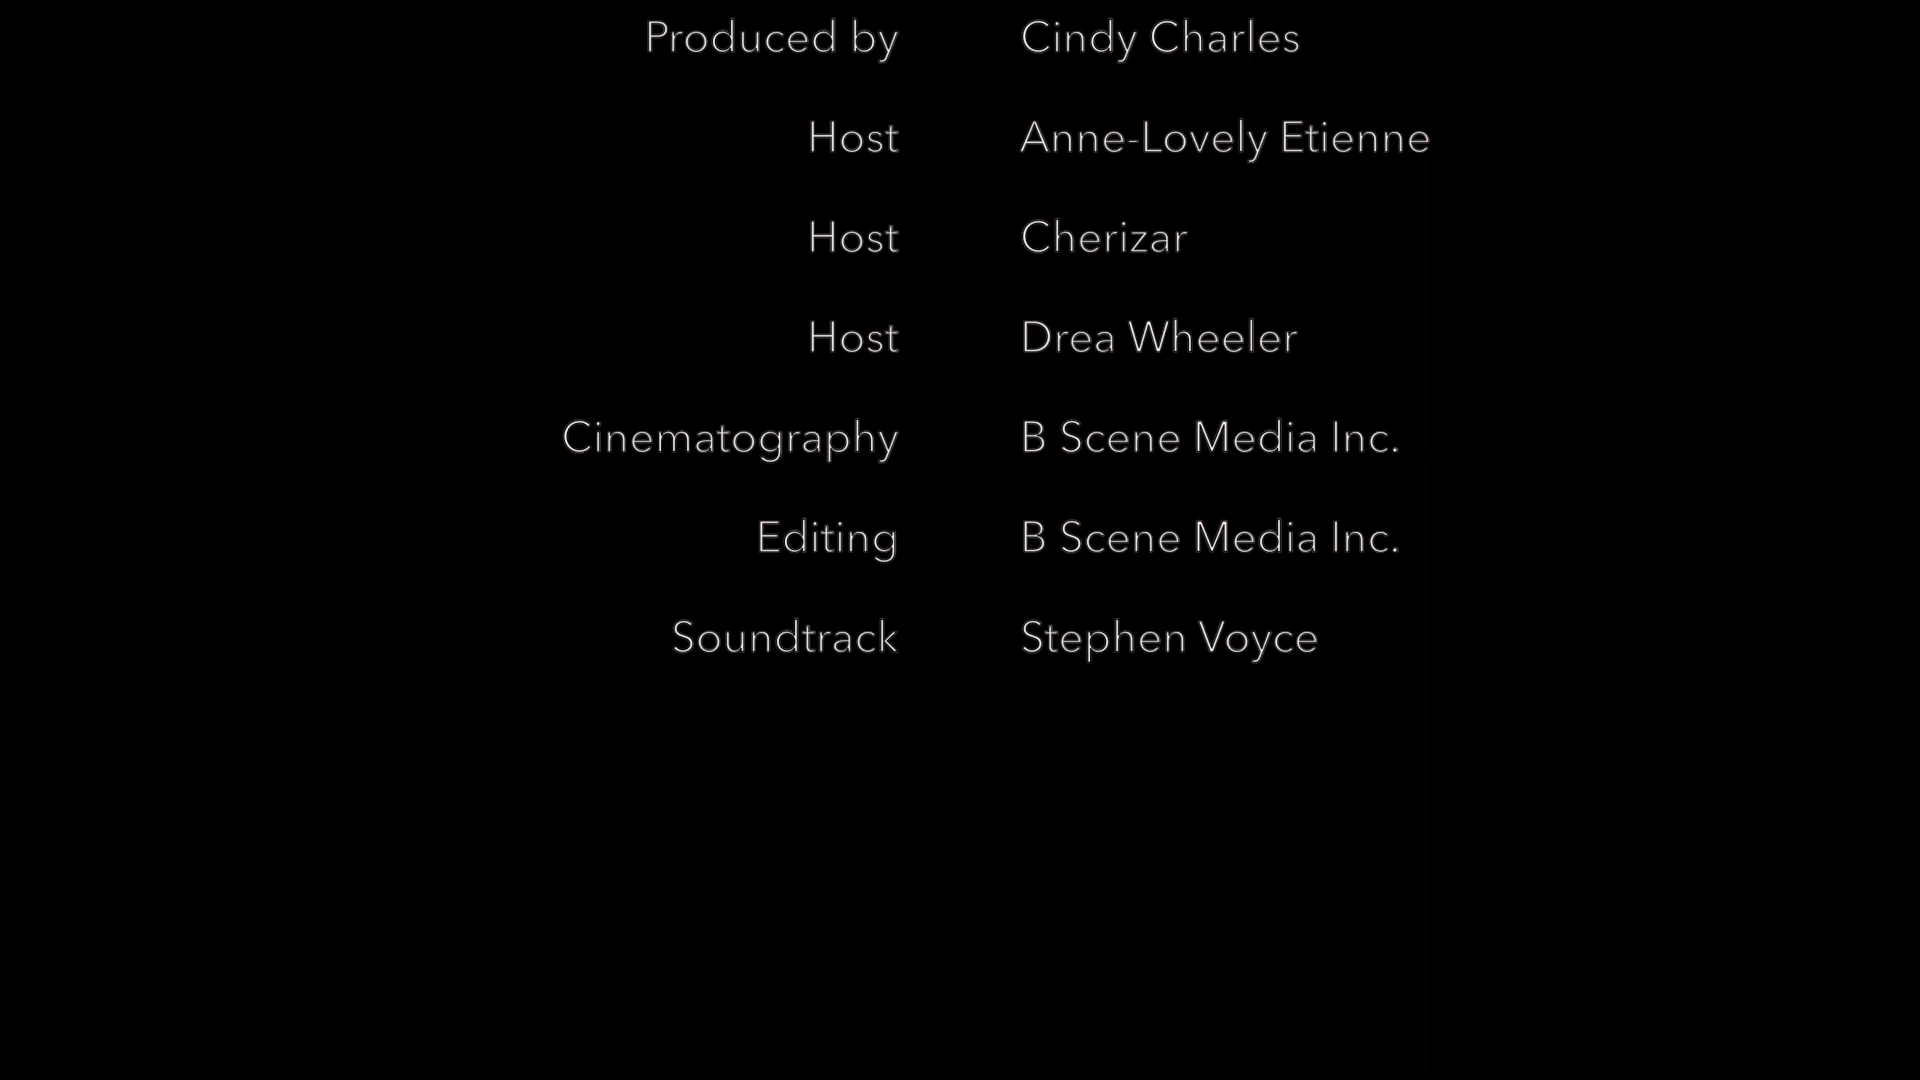 Produced by Cindy Charles
Host Anne-Lovely Etienne
Host Cherizar
Host Drea Wheeler
Cinematography B Scene Media Inc.
Editing B Scene Media Inc.
Soundtrack Stephen Voyce